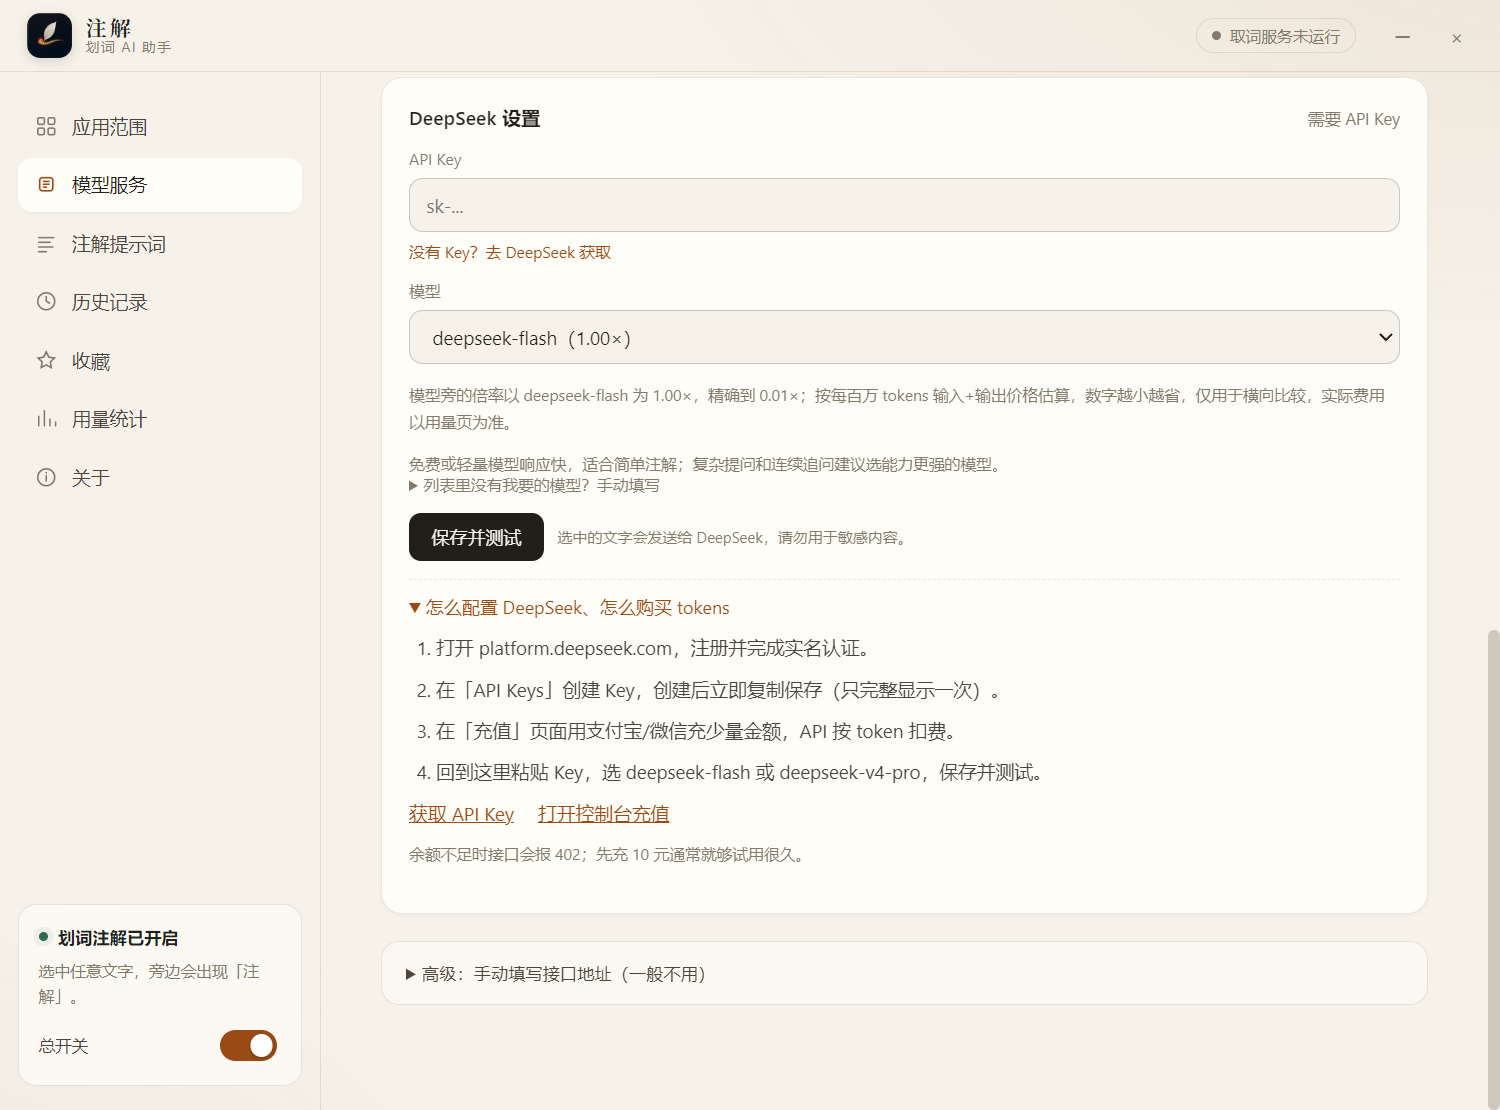 注解
划词 AI 助手
取词服务未运行
应用范围
模型服务
注解提示词
历史记录
收藏
用量统计
关于
划词注解已开启
选中任意文字，旁边会出现「注
解」。
总开关
DeepSeek 设置
需要 API Key
API Key
sk-...
没有 Key？去 DeepSeek 获取
模型
deepseek-flash（1.00×）
模型旁的倍率以 deepseek-flash 为 1.00×，精确到 0.01×；按每百万 tokens 输入+输出价格估算，数字越小越省，仅用于横向比较，实际费用
以用量页为准。
免费或轻量模型响应快，适合简单注解；复杂提问和连续追问建议选能力更强的模型。
列表里没有我要的模型？手动填写
保存并测试
选中的文字会发送给 DeepSeek，请勿用于敏感内容。
怎么配置 DeepSeek、怎么购买 tokens
1. 打开 platform.deepseek.com，注册并完成实名认证。
2. 在「API Keys」创建 Key，创建后立即复制保存（只完整显示一次）。
3. 在「充值」页面用支付宝/微信充少量金额，API 按 token 扣费。
4. 回到这里粘贴 Key，选 deepseek-flash 或 deepseek-v4-pro，保存并测试。
获取 API Key
打开控制台充值
余额不足时接口会报 402；先充 10 元通常就够试用很久。
高级：手动填写接口地址（一般不用）